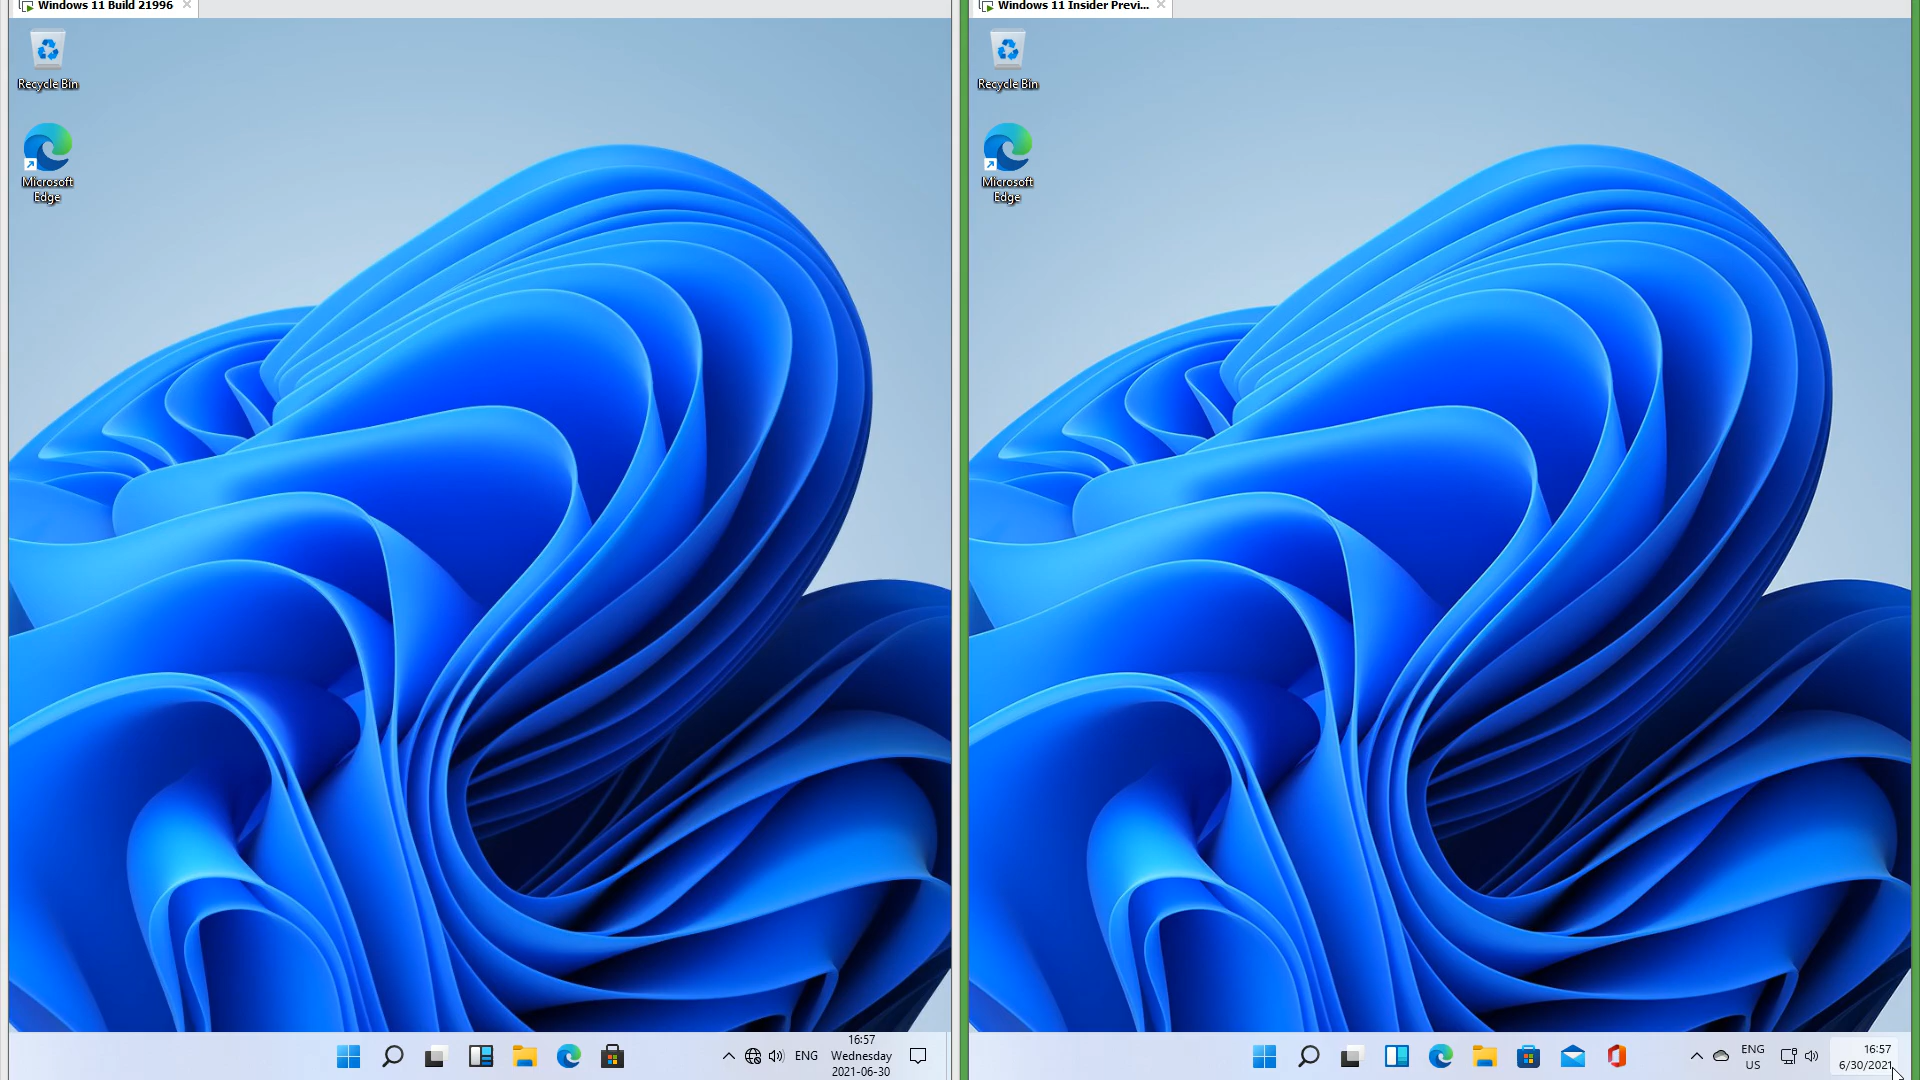 Windows 11 Build 21996
Recycle Bin
Microsoft
Edge
ENG
16:57
Wednesday
2021-06-30
Windows 11 Insider Previ...
Recycle Bin
Microsoft
Edge
ENG
US
16:57
6/30/2021